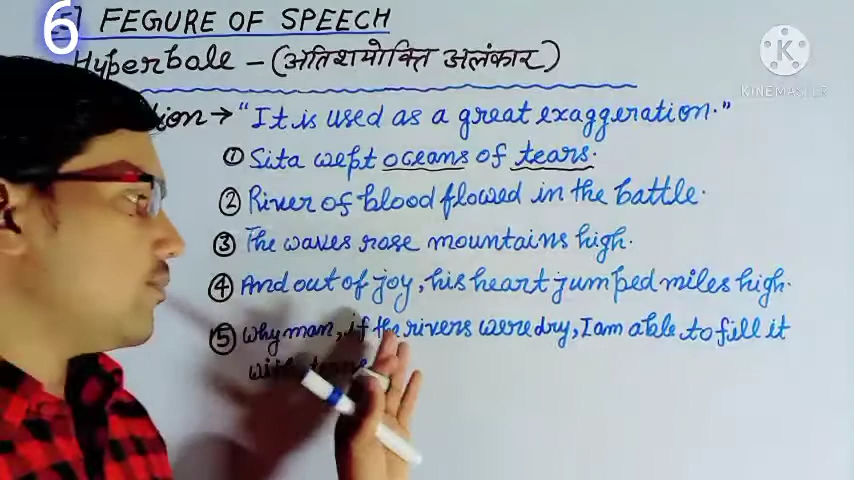 6
5] FEGURE OF SPEECH
Hyperbole - (अतिशयोक्ति अलंकार)
tion → "It is used as a great exaggeration."
① Sita wept oceans of tears.
② River of blood flowed in the battle.
③ The waves rose mountains high.
④ And out of joy, his heart jumped miles high.
⑤ why man, if the rivers were dry, I am able to fill it
with
KINEMASTER